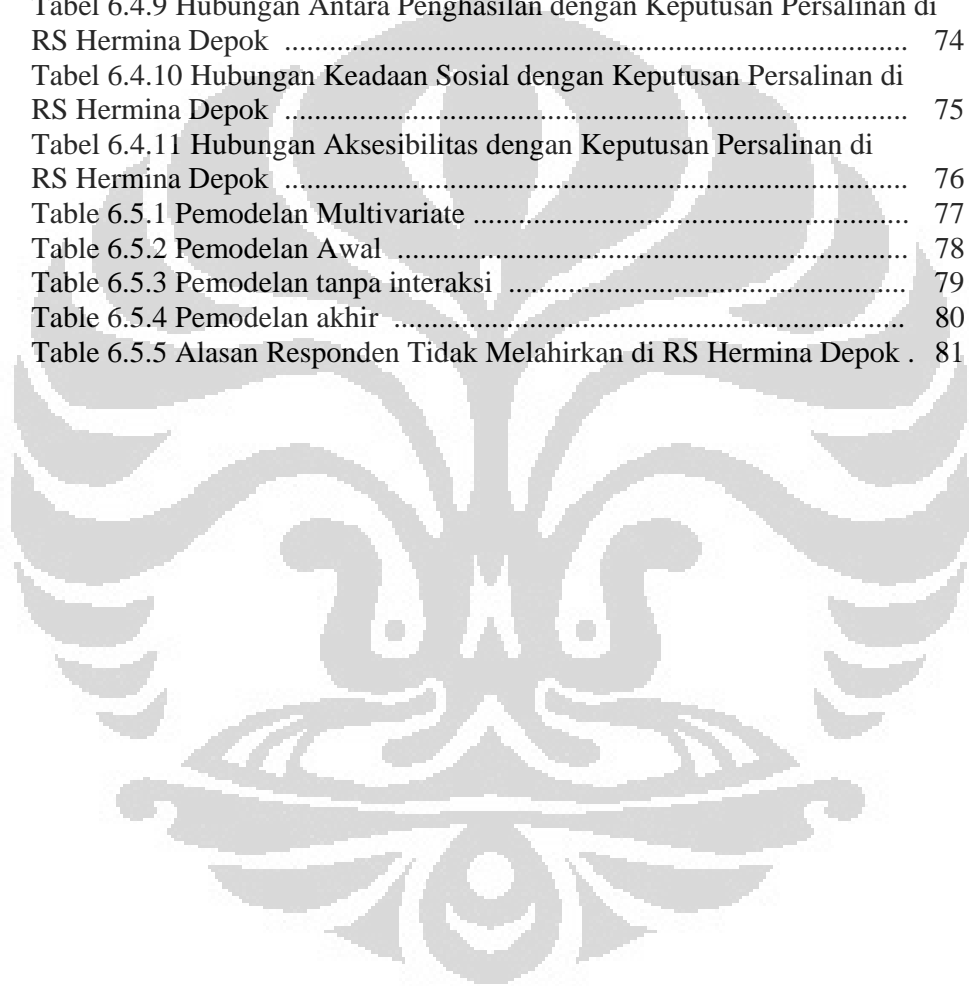 Tabel 6.4.9 Hubungan Antara Penghasilan dengan Keputusan Persalinan di
RS Hermina Depok ................................................................................ 74
Tabel 6.4.10 Hubungan Keadaan Sosial dengan Keputusan Persalinan di
RS Hermina Depok ................................................................................ 75
Tabel 6.4.11 Hubungan Aksesibilitas dengan Keputusan Persalinan di
RS Hermina Depok ................................................................................ 76
Table 6.5.1 Pemodelan Multivariate ........................................................ 77
Table 6.5.2 Pemodelan Awal .................................................................. 78
Table 6.5.3 Pemodelan tanpa interaksi ................................................... 79
Table 6.5.4 Pemodelan akhir .................................................................. 80
Table 6.5.5 Alasan Responden Tidak Melahirkan di RS Hermina Depok . 81